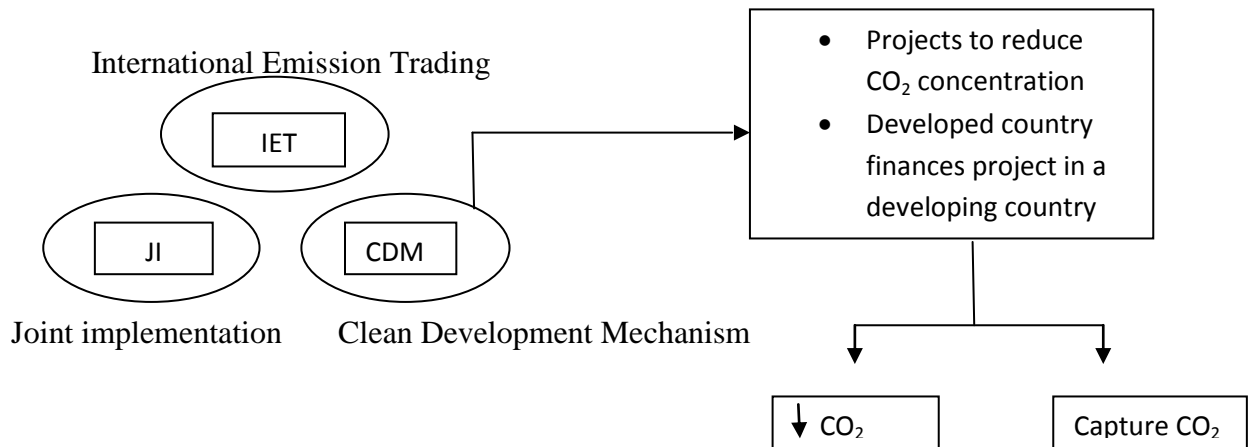 International Emission Trading
IET
JI
CDM
Joint implementation
Clean Development Mechanism
• Projects to reduce
CO₂ concentration
• Developed country
finances project in a
developing country
↓ CO₂
Capture CO₂